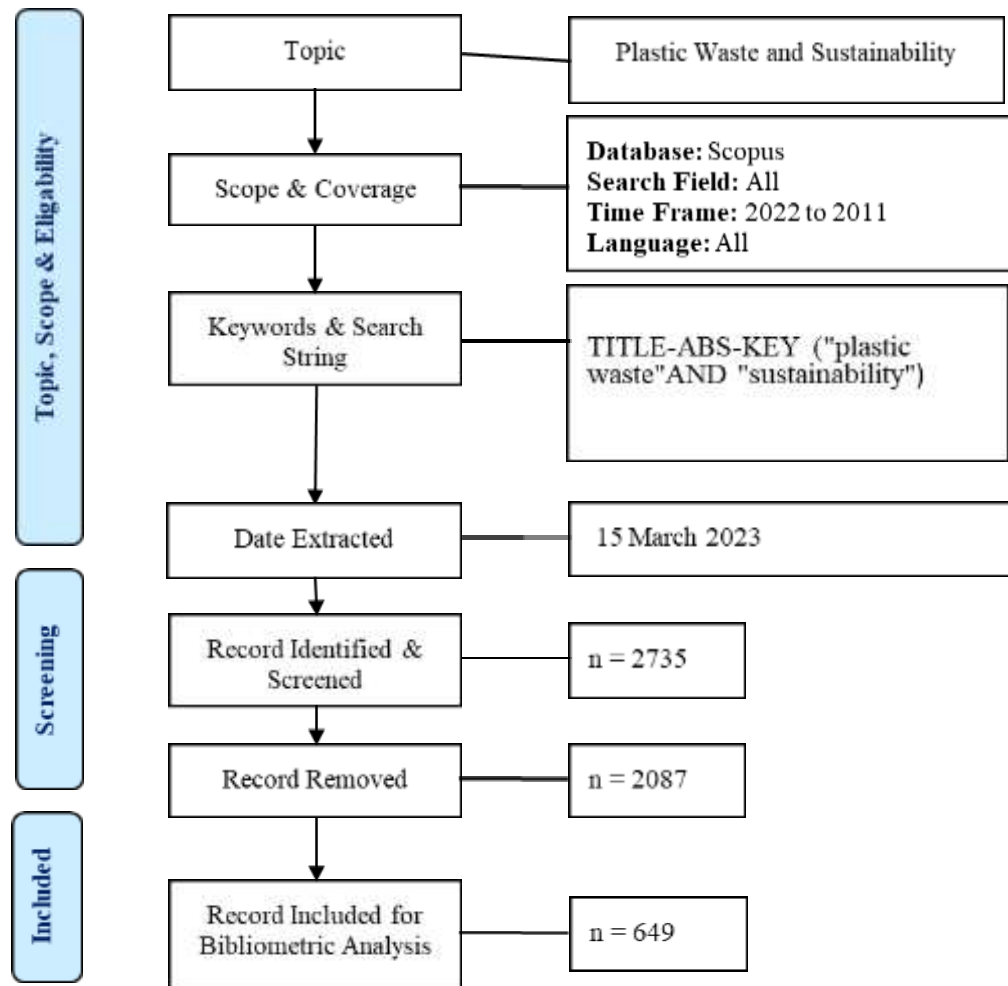 Topic, Scope & Eligability
Topic
Plastic Waste and Sustainability
Scope & Coverage
Database: Scopus
Search Field: All
Time Frame: 2022 to 2011
Language: All
Keywords & Search
String
TITLE-ABS-KEY ("plastic
waste"AND "sustainability")
Date Extracted
15 March 2023
Screening
Record Identified &
Screened
n = 2735
Record Removed
n = 2087
Included
Record Included for
Bibliometric Analysis
n = 649